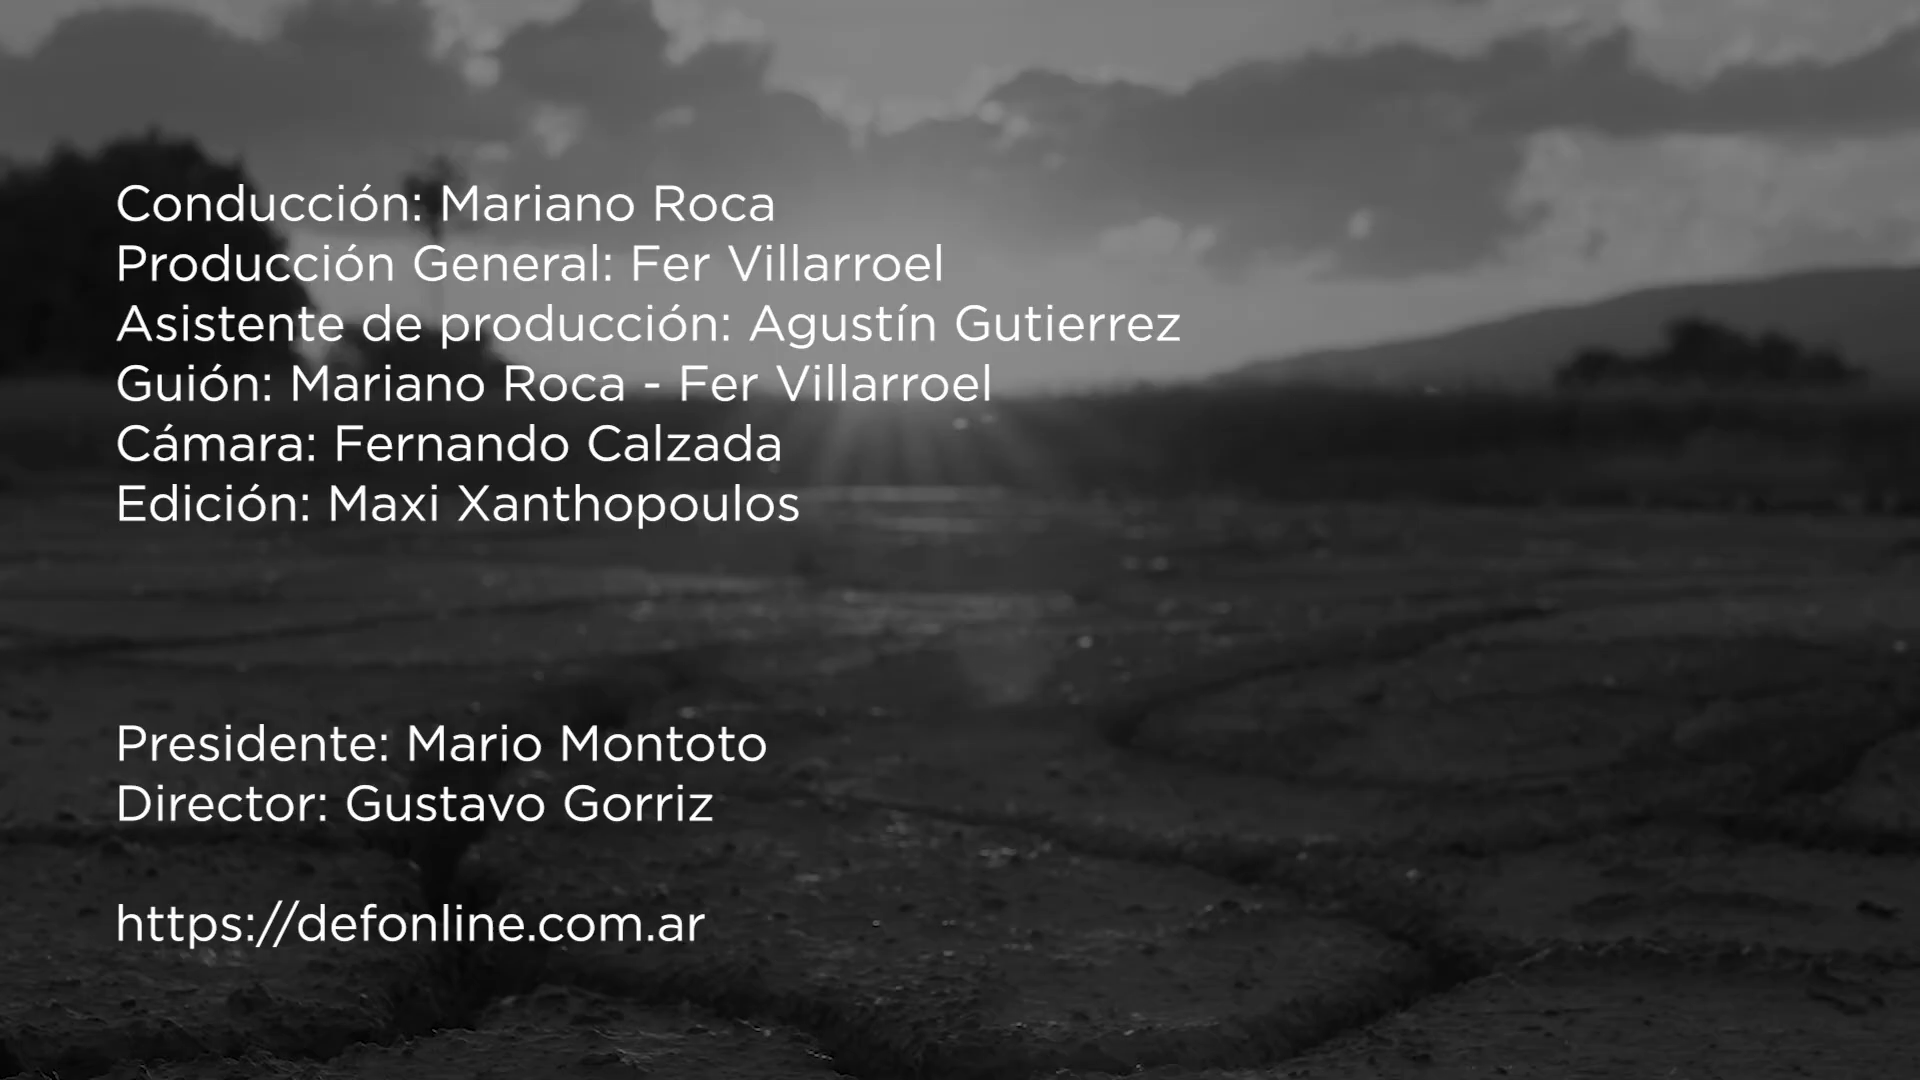 Conducción: Mariano Roca
Producción General: Fer Villarroel
Asistente de producción: Agustín Gutierrez
Guión: Mariano Roca - Fer Villarroel
Cámara: Fernando Calzada
Edición: Maxi Xanthopoulos
Presidente: Mario Montoto
Director: Gustavo Gorriz
https://defonline.com.ar